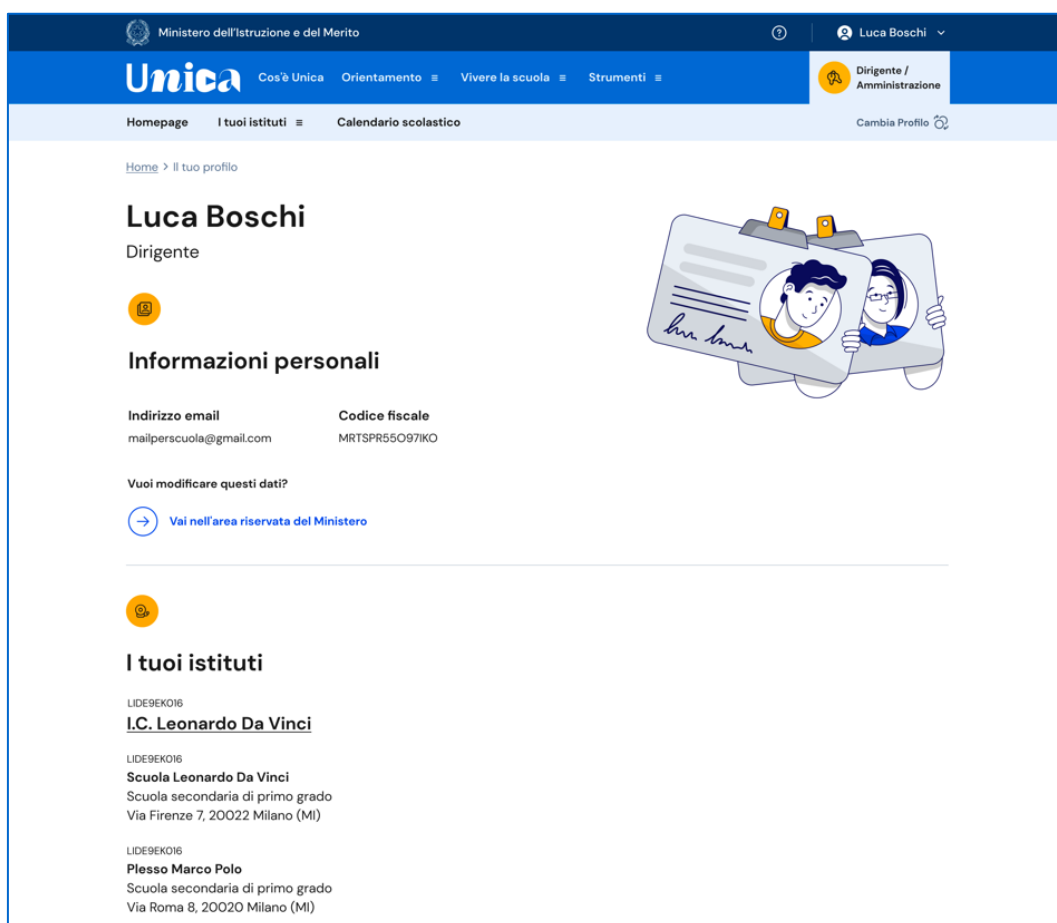 Ministero dell'Istruzione e del Merito
Luca Boschi
Unica
Cos'è Unica Orientamento Vivere la scuola Strumenti
Dirigente /
Amministrazione
Homepage I tuoi istituti Calendario scolastico
Cambia Profilo
Home > Il tuo profilo
Luca Boschi
Dirigente
Informazioni personali
Indirizzo email Codice fiscale
mailperscuola@gmail.com MRTSPR55O97IKO
Vuoi modificare questi dati?
Vai nell'area riservata del Ministero
I tuoi istituti
LIDE9EK016
I.C. Leonardo Da Vinci
LIDE9EK016
Scuola Leonardo Da Vinci
Scuola secondaria di primo grado
Via Firenze 7, 20022 Milano (MI)
LIDE9EK016
Plesso Marco Polo
Scuola secondaria di primo grado
Via Roma 8, 20020 Milano (MI)